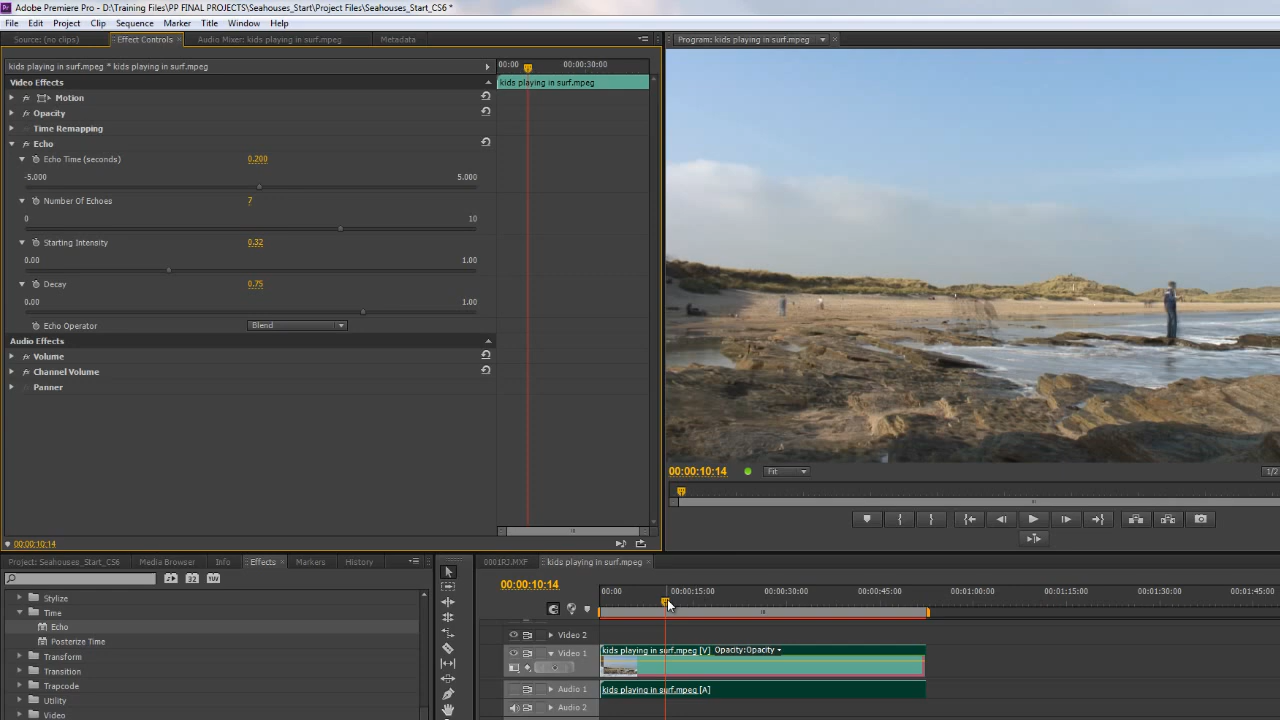 Adobe Premiere Pro - D:\Training Files\PP FINAL PROJECTS\Seahouses_Start\Project Files\Seahouses_Start_CS6 *
File Edit Project Clip Sequence Marker Title Window Help
Source: (no clips) Effect Controls Audio Mixer: kids playing in surf.mpeg Metadata
Program: kids playing in surf.mpeg
kids playing in surf.mpeg * kids playing in surf.mpeg
00:00 00:00:30:00
Video Effects
kids playing in surf.mpeg
fx Motion
fx Opacity
Time Remapping
fx Echo
Echo Time (seconds) 0.200
-5.000 5.000
Number Of Echoes 7
0 10
Starting Intensity 0.32
0.00 1.00
Decay 0.75
0.00 1.00
Echo Operator Blend
Audio Effects
fx Volume
fx Channel Volume
Panner
00:00:10:14
00:00:10:14 Fit 1/2
Project: Seahouses_Start_CS6 Media Browser Info Effects Markers History
32
Stylize
Time
Echo
Posterize Time
Transform
Transition
Trapcode
Utility
Video
0001RJ.MXF kids playing in surf.mpeg
00:00:10:14
00:00 00:00:15:00 00:00:30:00 00:00:45:00 00:01:00:00 00:01:15:00 00:01:30:00 00:01:45:00
Video 2
Video 1
kids playing in surf.mpeg [V] Opacity:Opacity
Audio 1
kids playing in surf.mpeg [A]
Audio 2